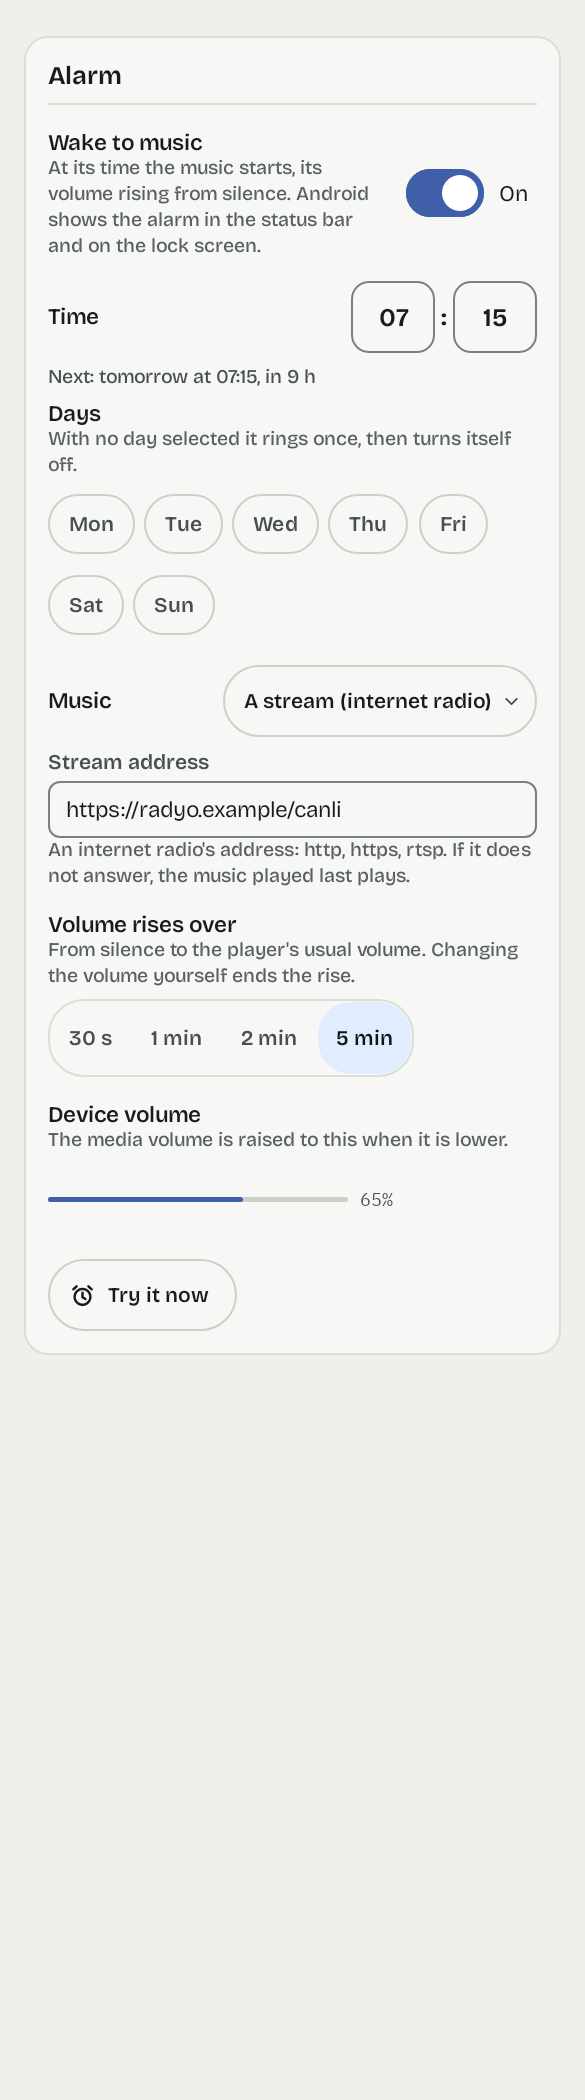 Alarm
Wake to music
At its time the music starts, its
volume rising from silence. Android
shows the alarm in the status bar
and on the lock screen.
On
Time
07 : 15
Next: tomorrow at 07:15, in 9 h
Days
With no day selected it rings once, then turns itself
off.
Mon Tue Wed Thu Fri
Sat Sun
Music
A stream (internet radio)
Stream address
https://radyo.example/canli
An internet radio's address: http, https, rtsp. If it does
not answer, the music played last plays.
Volume rises over
From silence to the player's usual volume. Changing
the volume yourself ends the rise.
30 s 1 min 2 min 5 min
Device volume
The media volume is raised to this when it is lower.
65%
Try it now